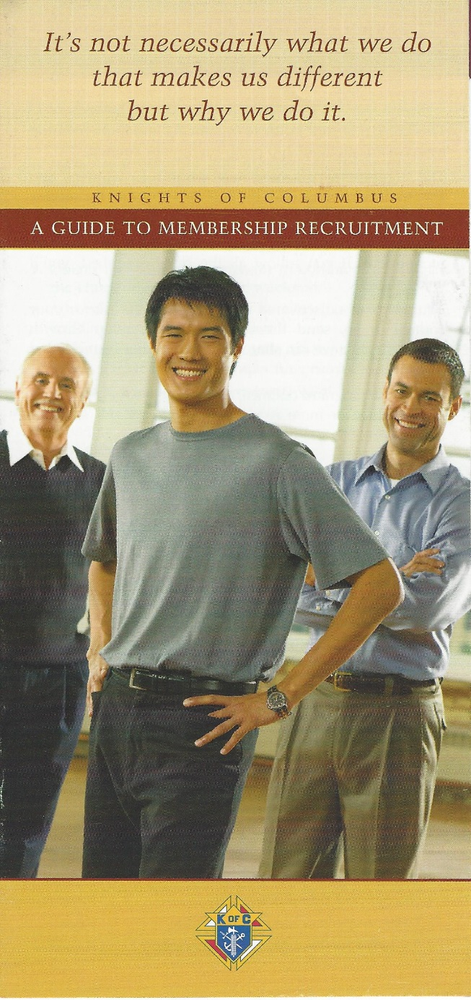 It's not necessarily what we do
that makes us different
but why we do it.
KNIGHTS OF COLUMBUS
A GUIDE TO MEMBERSHIP RECRUITMENT
K OF C